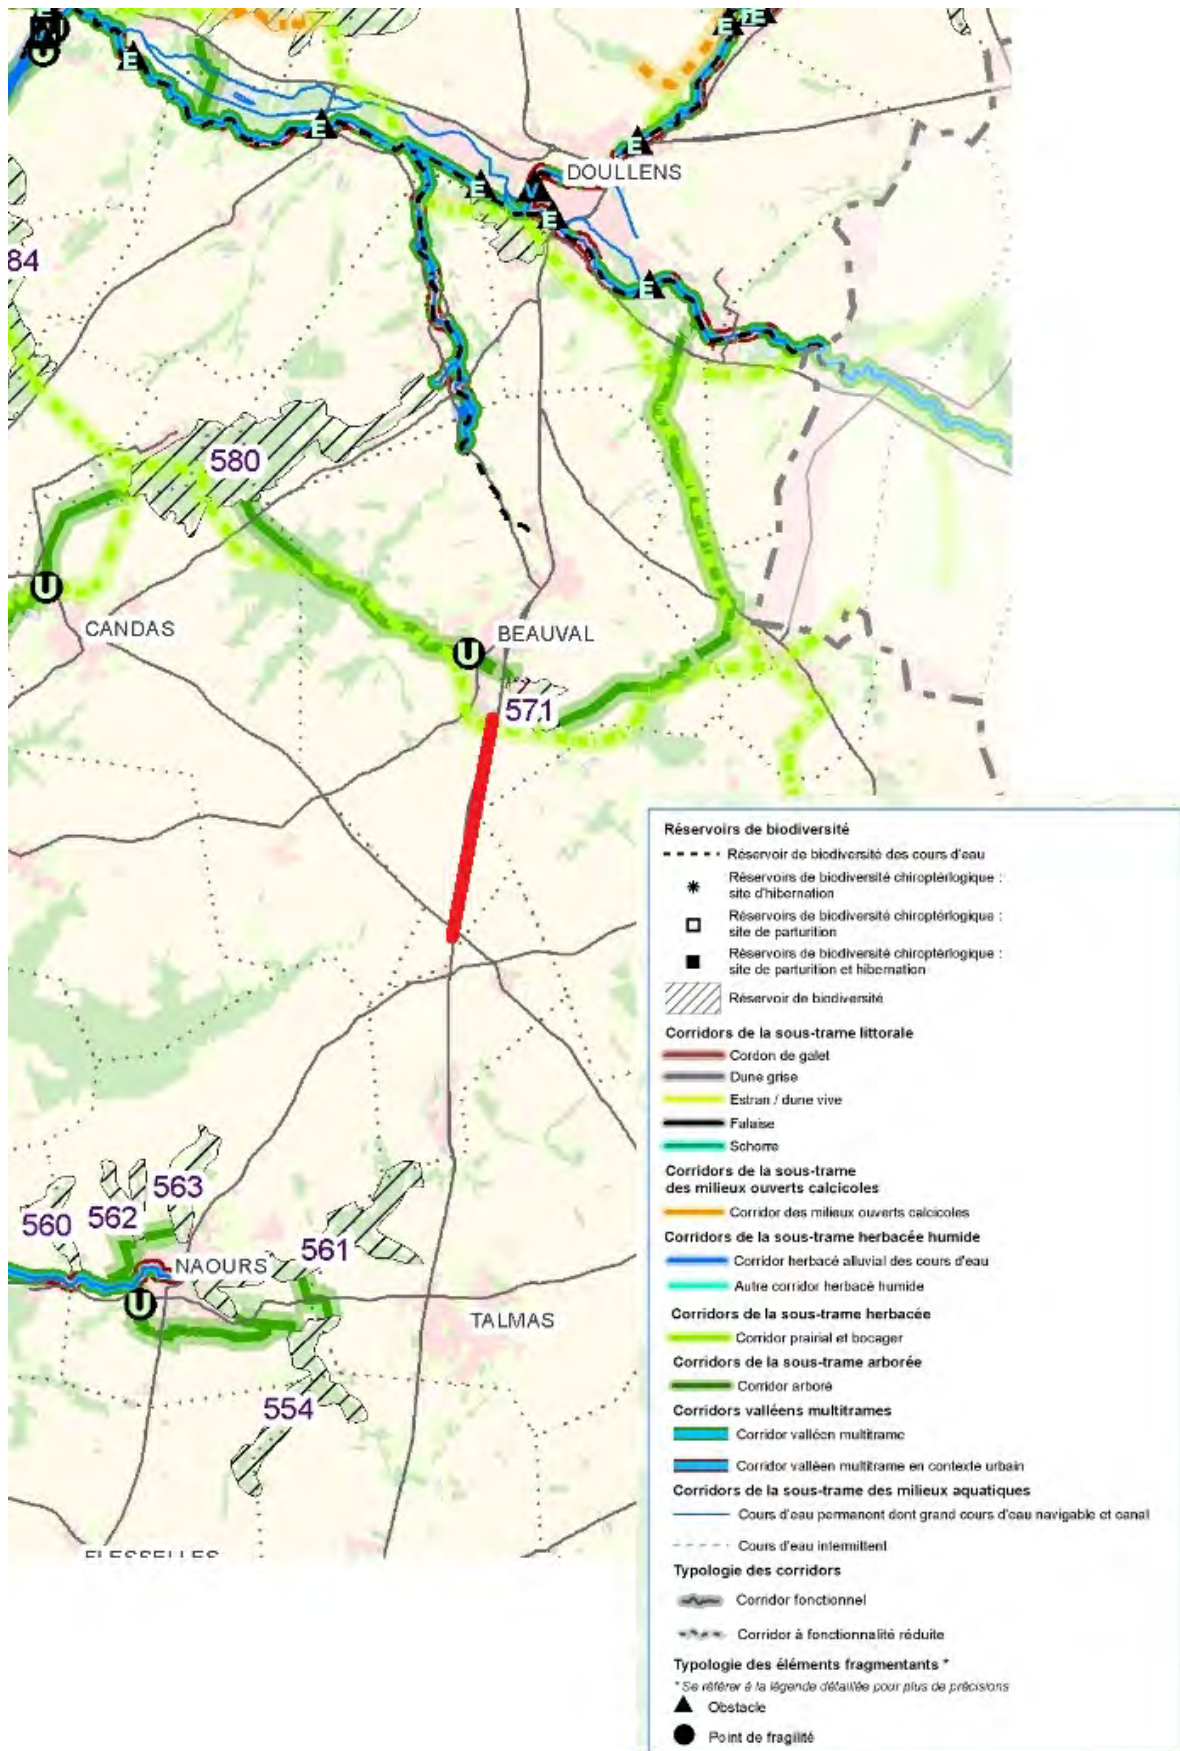 E
E
E
U
E
E
DOULLENS
E
V
E
E
84
580
U
CANDAS
BEAUVAL
U
571
563
562
560
561
NAOURS
U
TALMAS
554
FLESSELLES
Réservoirs de biodiversité
Réservoir de biodiversité des cours d'eau
Réservoirs de biodiversité chiroptérlogique :
site d'hibernation
Réservoirs de biodiversité chiroptérlogique :
site de parturition
Réservoirs de biodiversité chiroptérlogique :
site de parturition et hibernation
Réservoir de biodiversité
Corridors de la sous-trame littorale
Cordon de galet
Dune grise
Estran / dune vive
Falaise
Schorre
Corridors de la sous-trame
des milieux ouverts calcicoles
Corridor des milieux ouverts calcicoles
Corridors de la sous-trame herbacée humide
Corridor herbacé alluvial des cours d'eau
Autre corridor herbacé humide
Corridors de la sous-trame herbacée
Corridor prairial et bocager
Corridors de la sous-trame arborée
Corridor arboré
Corridors valléens multitrames
Corridor valléen multitrame
Corridor valléen multitrame en contexte urbain
Corridors de la sous-trame des milieux aquatiques
Cours d'eau permanent dont grand cours d'eau navigable et canal
Cours d'eau intermittent
Typologie des corridors
Corridor fonctionnel
Corridor à fonctionnalité réduite
Typologie des éléments fragmentants *
* Se référer à la légende détaillée pour plus de précisions
Obstacle
Point de fragilité